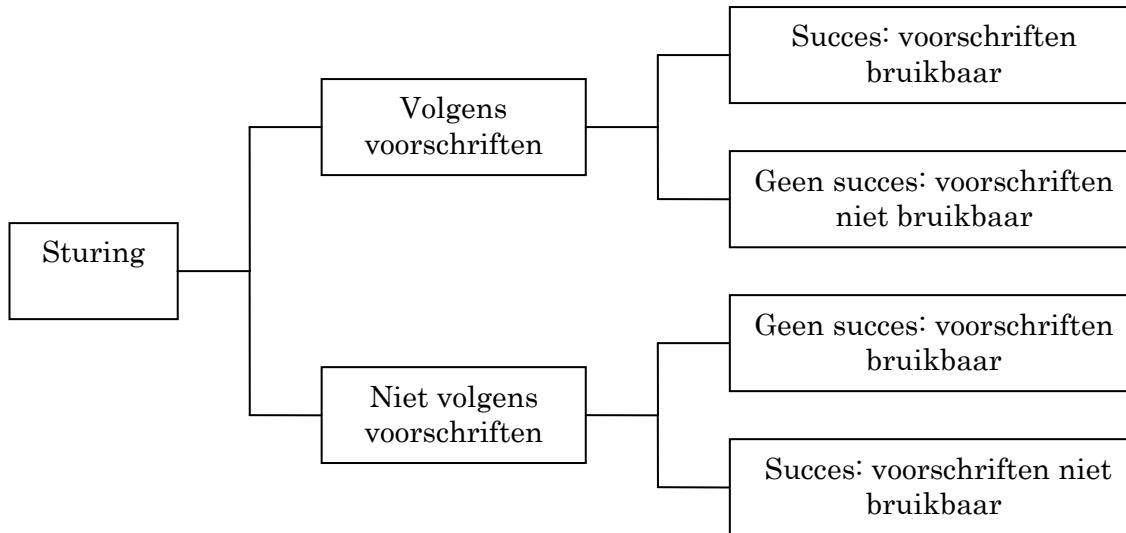 Succes: voorschriften
bruikbaar
Volgens
voorschriften
Geen succes: voorschriften
niet bruikbaar
Sturing
Geen succes: voorschriften
bruikbaar
Niet volgens
voorschriften
Succes: voorschriften niet
bruikbaar